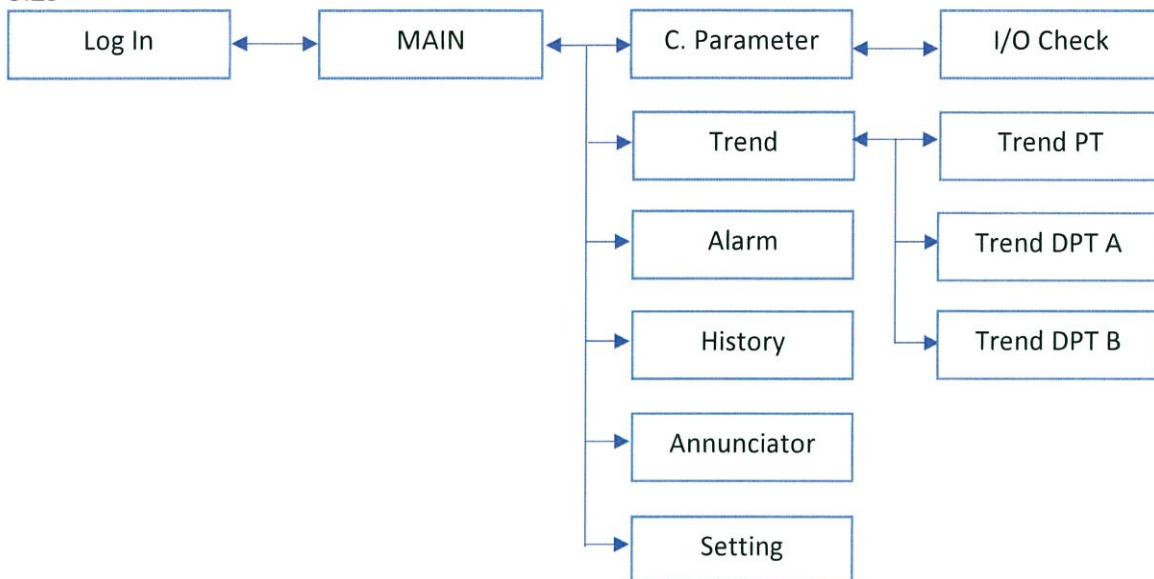 Log In
MAIN
C. Parameter
I/O Check
Trend
Trend PT
Alarm
Trend DPT A
History
Trend DPT B
Annunciator
Setting